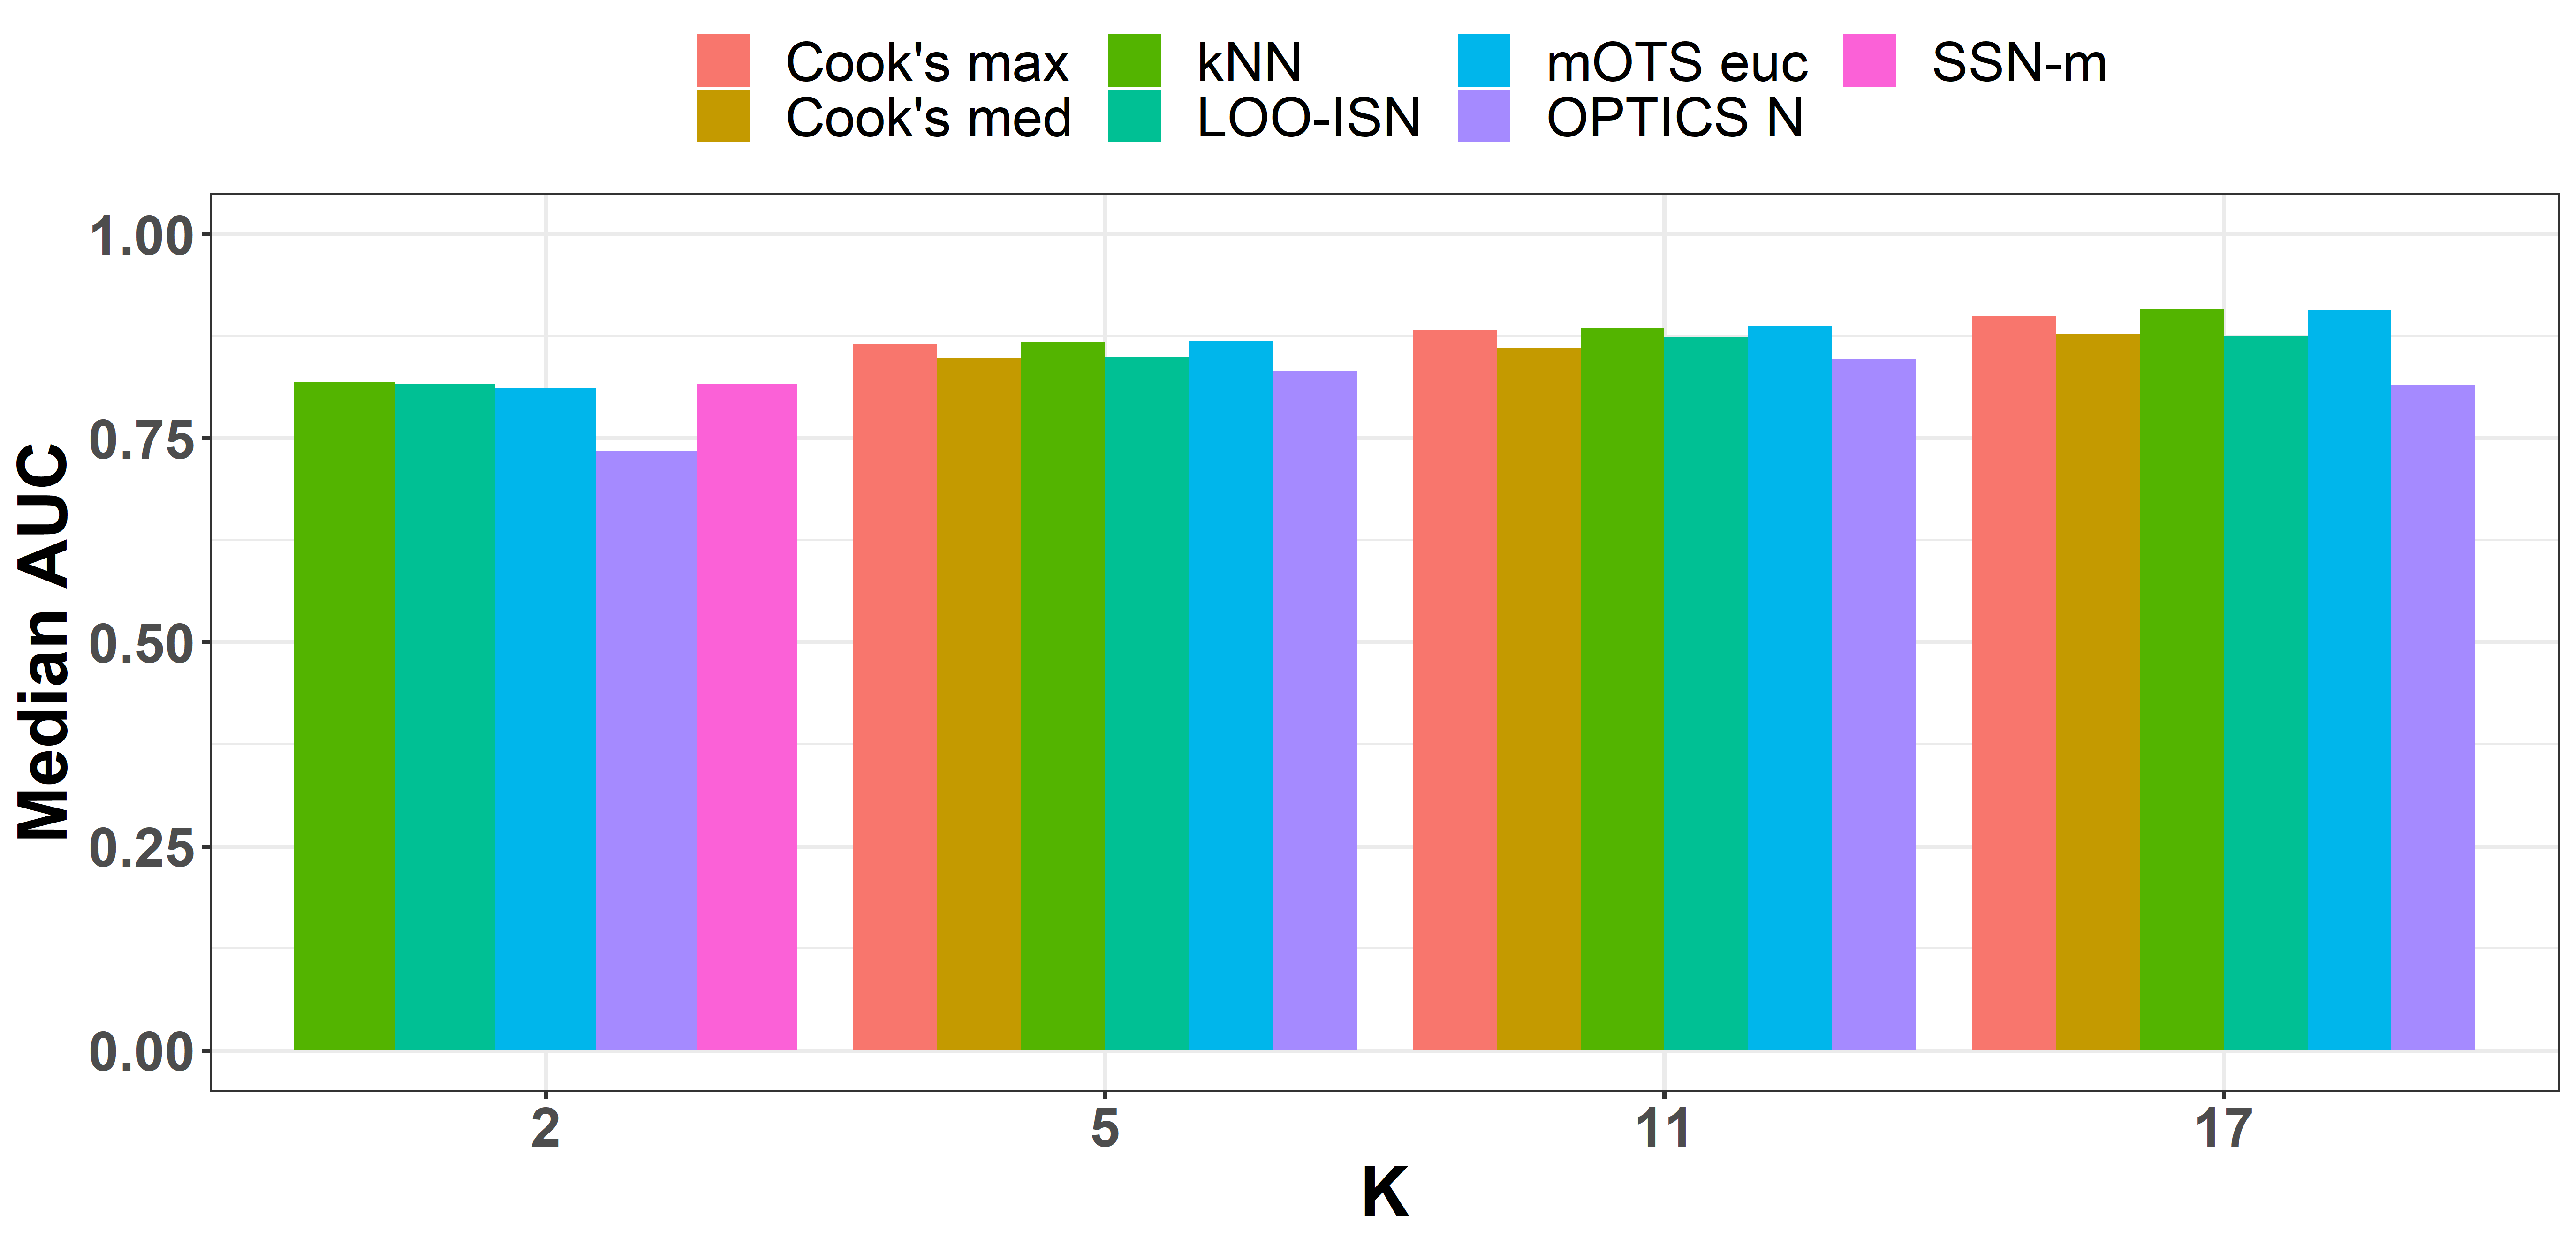 Cook's max kNN mOTS euc SSN-m
Cook's med LOO-ISN OPTICS N
1.00
0.75
0.50
0.25
0.00
Median AUC
2 5 11 17
K